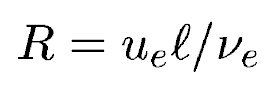 R = u_e ℓ / ν_e